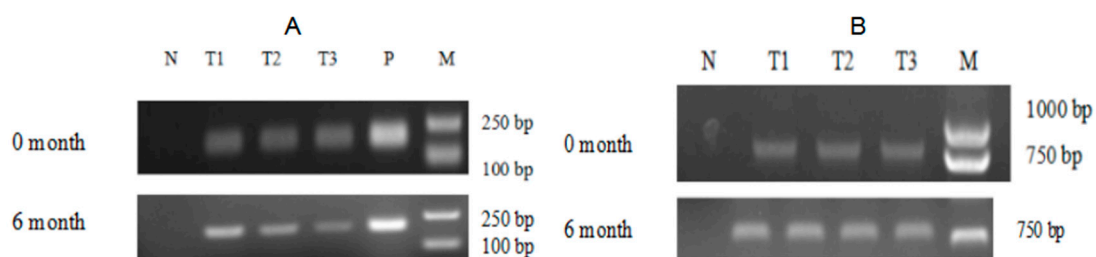 A
N T1 T2 T3 P M
0 month
250 bp
100 bp
6 month
250 bp
100 bp
B
N T1 T2 T3 M
0 month
1000 bp
750 bp
6 month
750 bp